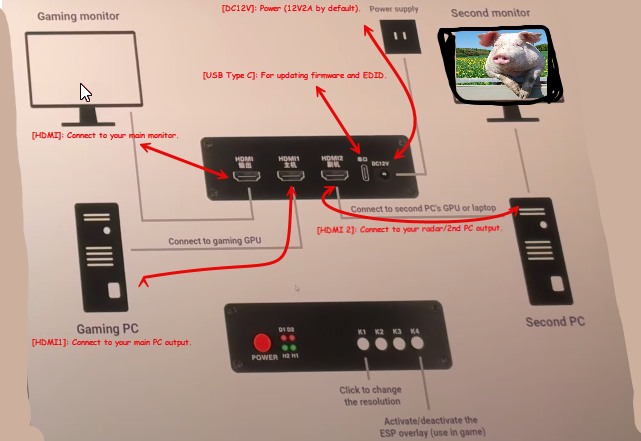 Gaming monitor
[DC12V]: Power (12V2A by default).
Power supply
Second monitor
[USB Type C]: For updating firmware and EDID.
[HDMI]: Connect to your main monitor.
HDMI
输出
HDMI1
主机
HDMI2
副机
DC12V
Connect to second PC's GPU or laptop
[HDMI 2]: Connect to your radar/2nd PC output.
Connect to gaming GPU
Gaming PC
[HDMI1]: Connect to your main PC output.
Second PC
D1 D2
POWER
H2 H1
K1 K2 K3 K4
Click to change
the resolution
Activate/deactivate the
ESP overlay (use in game)